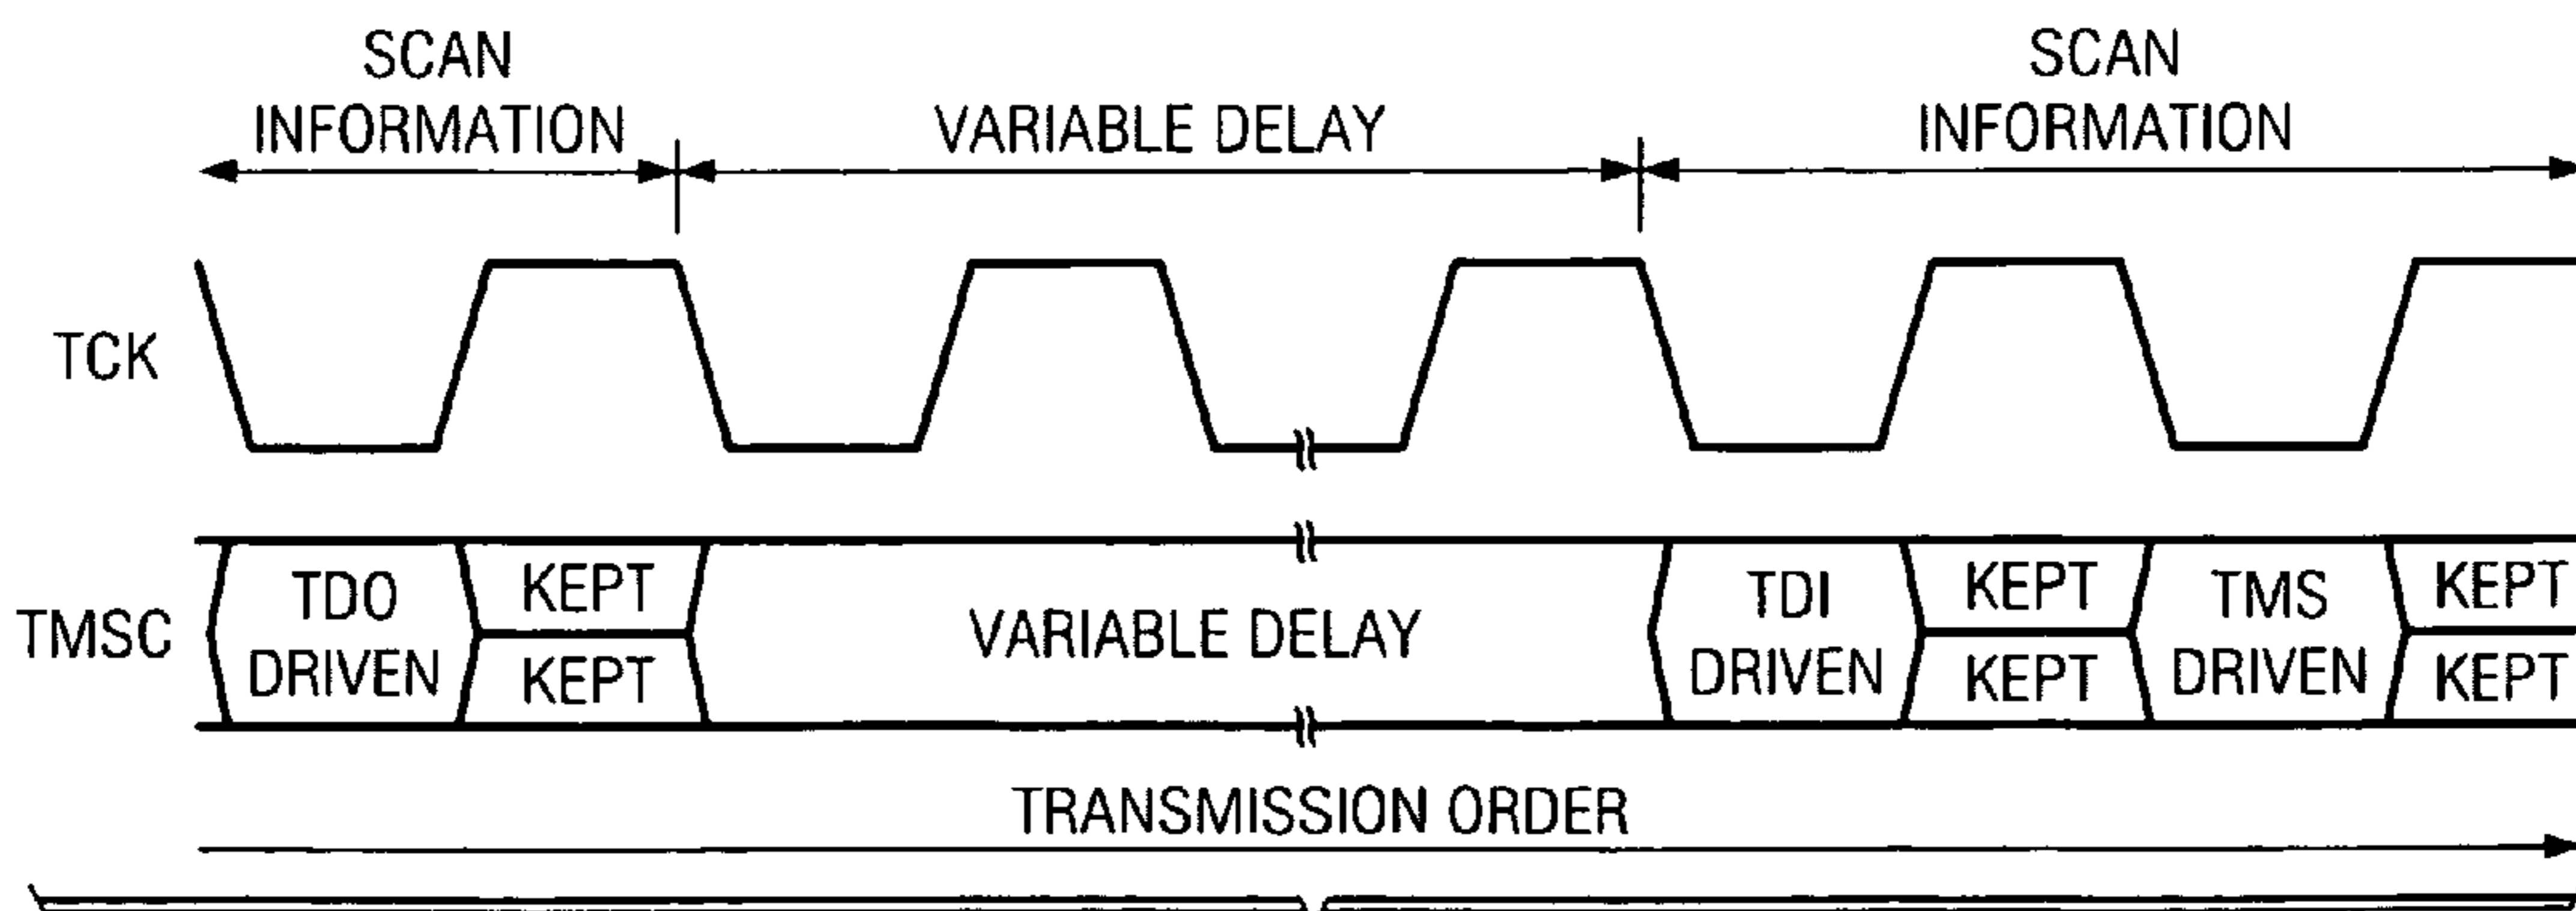 SCAN
INFORMATION
VARIABLE DELAY
SCAN
INFORMATION
TCK
TMSC
TDO
DRIVEN
KEPT
KEPT
VARIABLE DELAY
TDI
DRIVEN
KEPT
KEPT
TMS
DRIVEN
KEPT
KEPT
TRANSMISSION ORDER